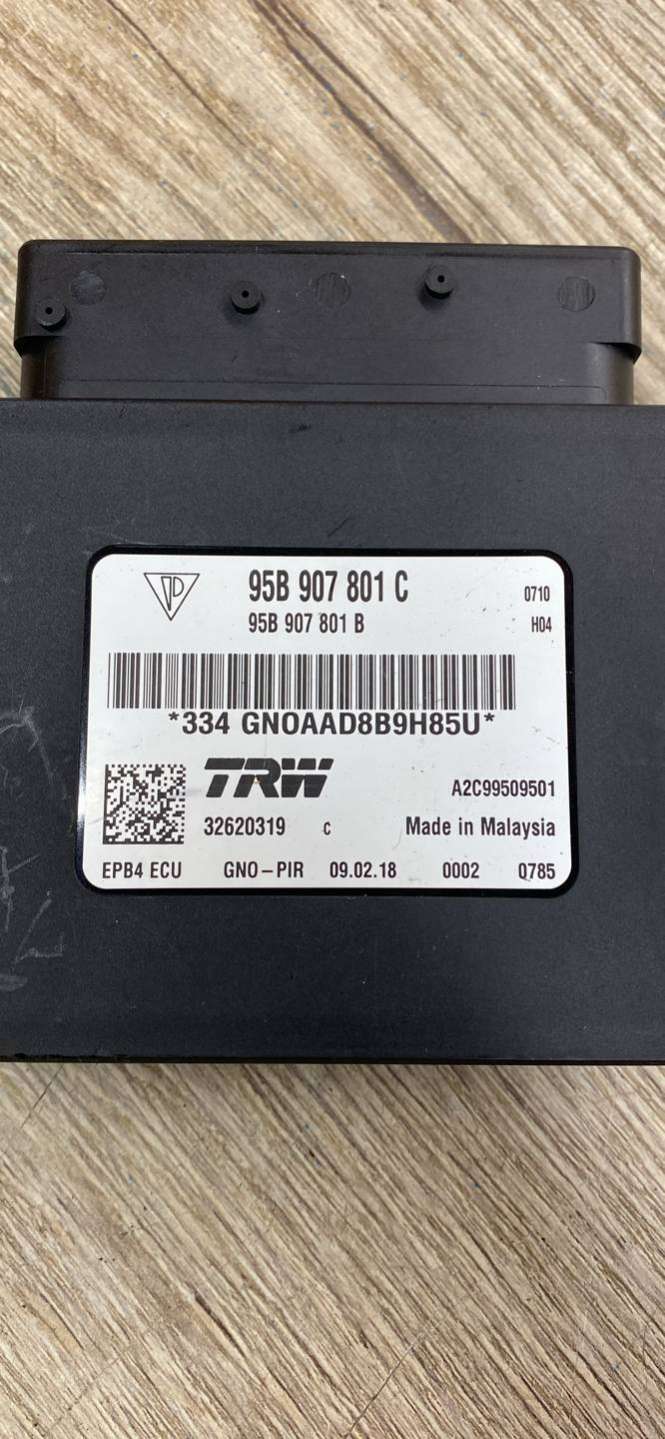 95B 907 801 C 0710
95B 907 801 B H04
*334 GNOAAD8B9H85U*
TRW A2C99509501
32620319 C Made in Malaysia
EPB4 ECU GNO-PIR 09.02.18 0002 Q785